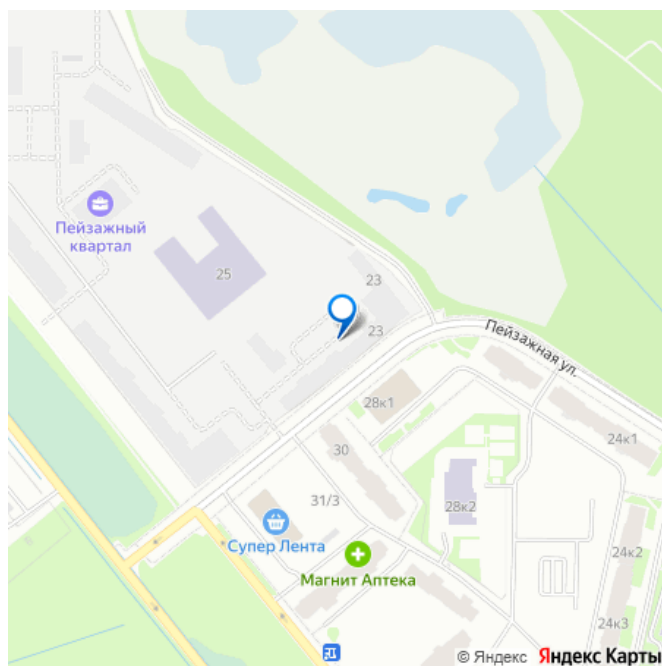 Пейзажный
квартал
25
23
23
Пейзажная ул.
28к1
24к1
30
31/3
28к2
Супер Лента
24к2
Магнит Аптека
24к3
© Яндекс Яндекс Карты